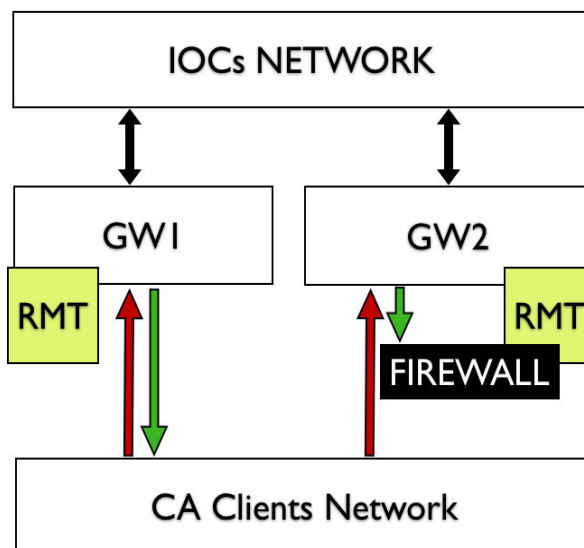 IOCs NETWORK
GW1
GW2
RMT
RMT
FIREWALL
CA Clients Network